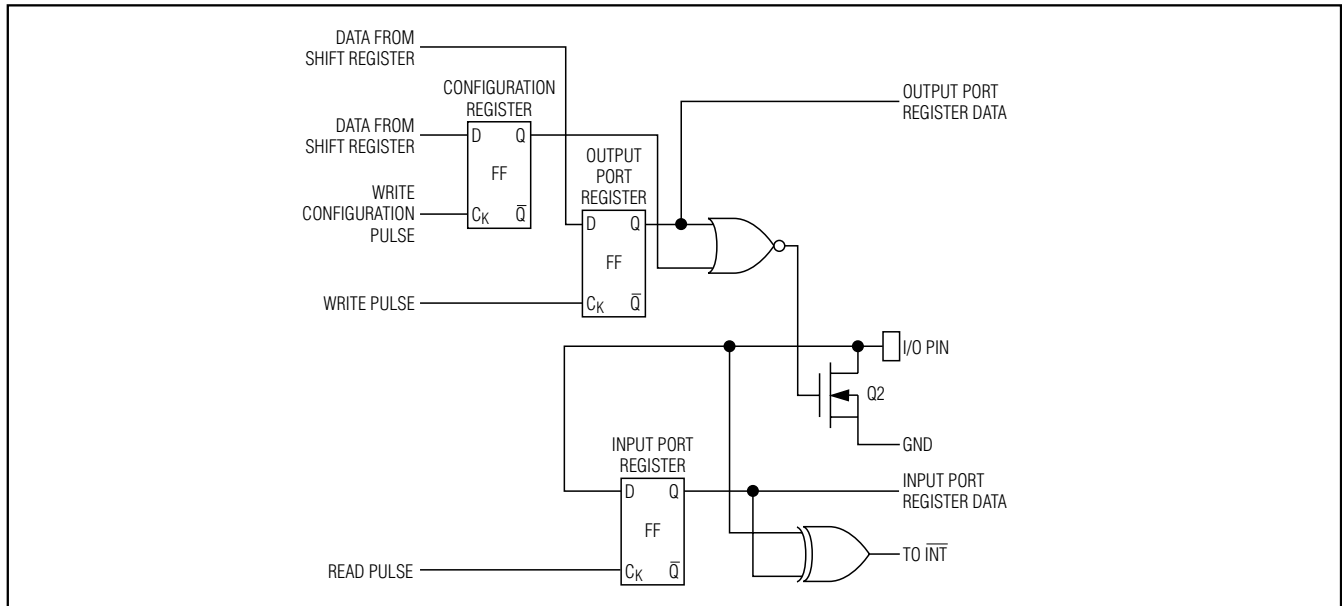 DATA FROM
SHIFT REGISTER
CONFIGURATION
REGISTER
DATA FROM
SHIFT REGISTER
D Q
FF
CK Q̅
WRITE
CONFIGURATION
PULSE
OUTPUT
PORT
REGISTER
D Q
FF
CK Q̅
WRITE PULSE
OUTPUT PORT
REGISTER DATA
I/O PIN
Q2
GND
INPUT PORT
REGISTER
D Q
FF
CK Q̅
READ PULSE
INPUT PORT
REGISTER DATA
TO I̅N̅T̅